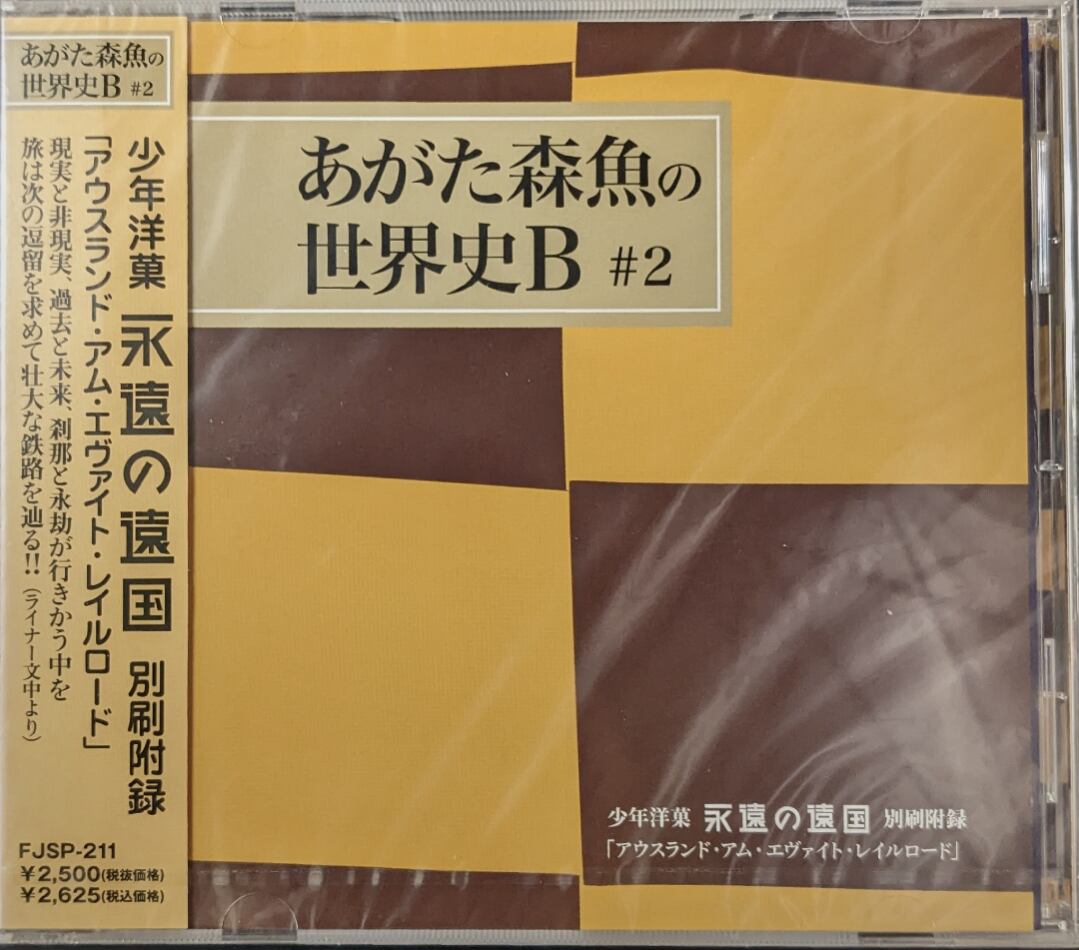 あがた森魚の
世界史B #2
少年洋菓 永遠の遠国 別刷附録
「アウスランド・アム・エヴァイト・レイルロード」
現実と非現実、過去と未来、刹那と永劫が行きかう中を
旅は次の逗留を求めて壮大な鉄路を辿る!!(ライナー文中より)
FJSP-211
¥2,500(税抜価格)
¥2,625(税込価格)
あがた森魚の
世界史B #2
少年洋菓 永遠の遠国 別刷附録
「アウスランド・アム・エヴァイト・レイルロード」